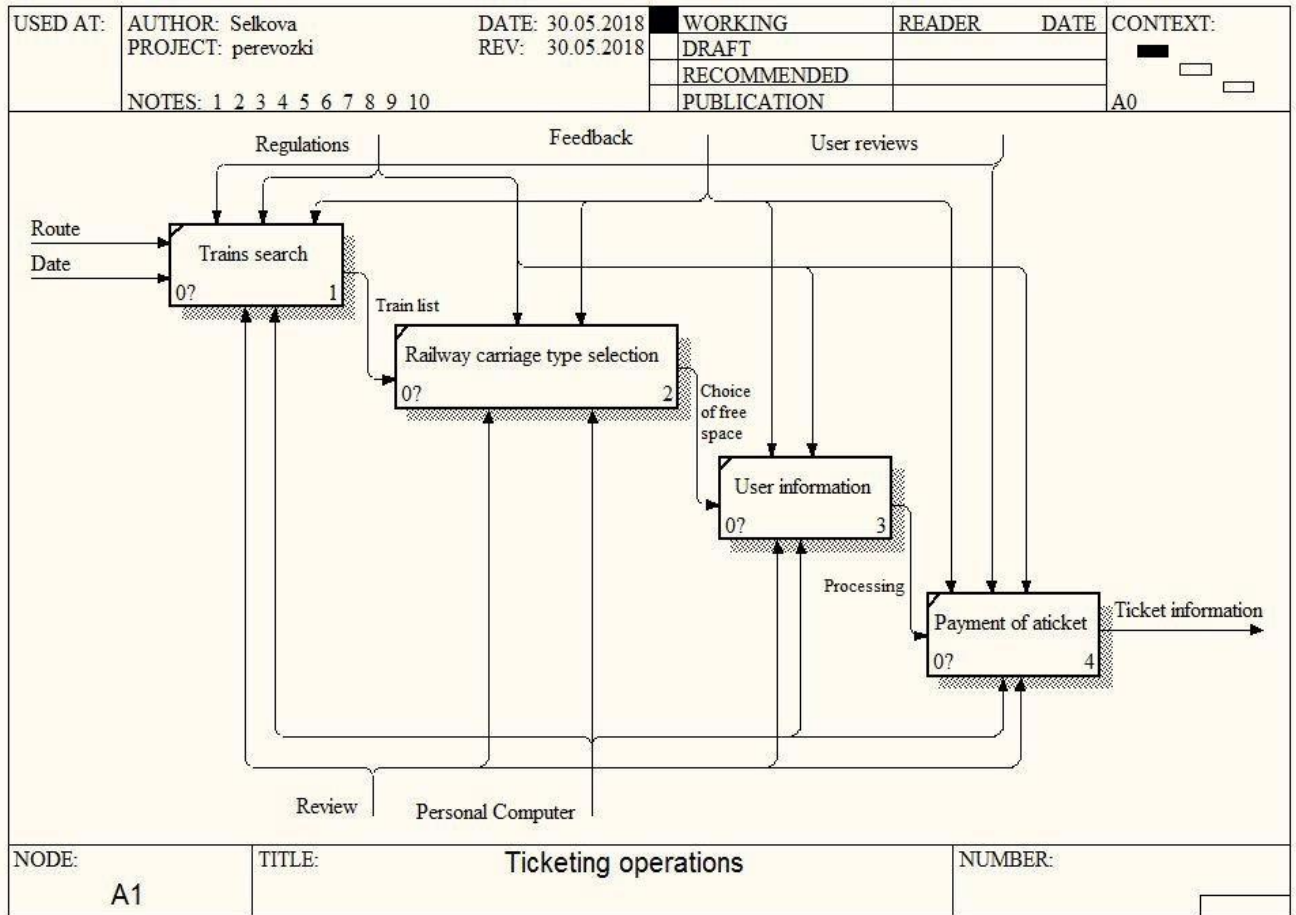 USED AT:
AUTHOR: Selkova
DATE: 30.05.2018
PROJECT: perevozki
REV: 30.05.2018
NOTES: 1 2 3 4 5 6 7 8 9 10
WORKING
DRAFT
RECOMMENDED
PUBLICATION
READER DATE
CONTEXT:
A0
Regulations
Feedback
User reviews
Route
Date
Trains search
0? 1
Train list
Railway carriage type selection
0? 2
Choice
of free
space
User information
0? 3
Processing
Payment of aticket
0? 4
Ticket information
Review
Personal Computer
NODE:
A1
TITLE:
Ticketing operations
NUMBER: